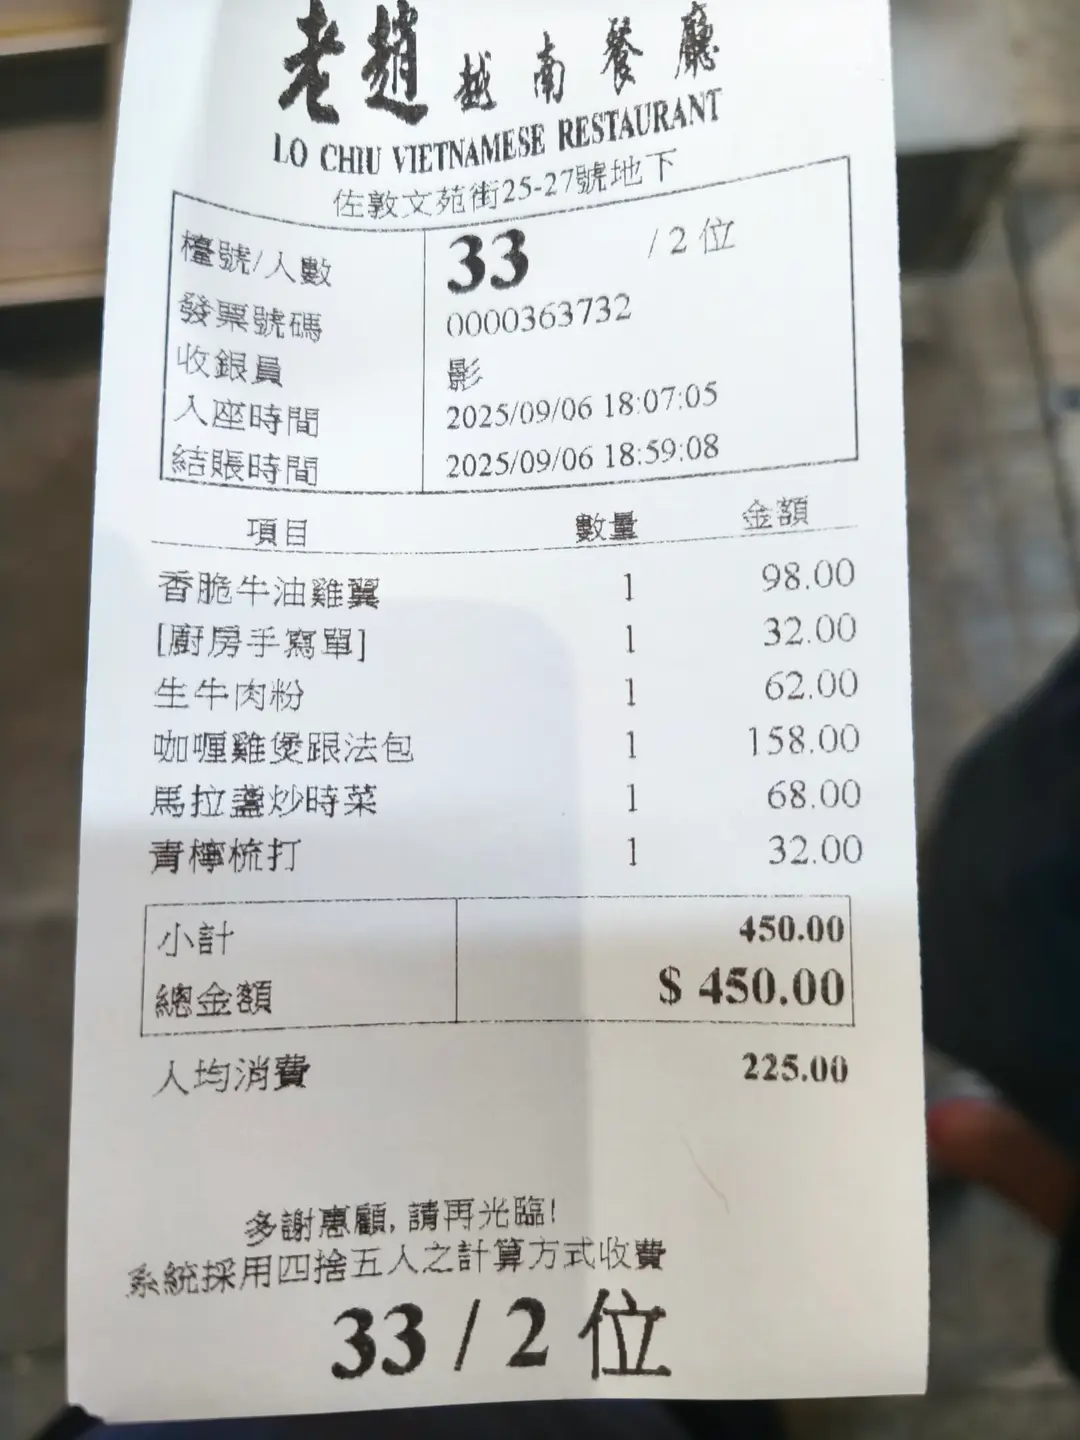 老趙越南餐廳
LO CHIU VIETNAMESE RESTAURANT
佐敦文苑街25-27號地下
檯號/人數 33 / 2 位
發票號碼 0000363732
收銀員 影
入座時間 2025/09/06 18:07:05
結賬時間 2025/09/06 18:59:08
項目 數量 金額
香脆牛油雞翼 1 98.00
[廚房手寫單] 1 32.00
生牛肉粉 1 62.00
咖喱雞煲跟法包 1 158.00
馬拉盞炒時菜 1 68.00
青檸梳打 1 32.00
小計 450.00
總金額 $ 450.00
人均消費 225.00
多謝惠顧, 請再光臨!
系統採用四捨五入之計算方式收費
33 / 2 位